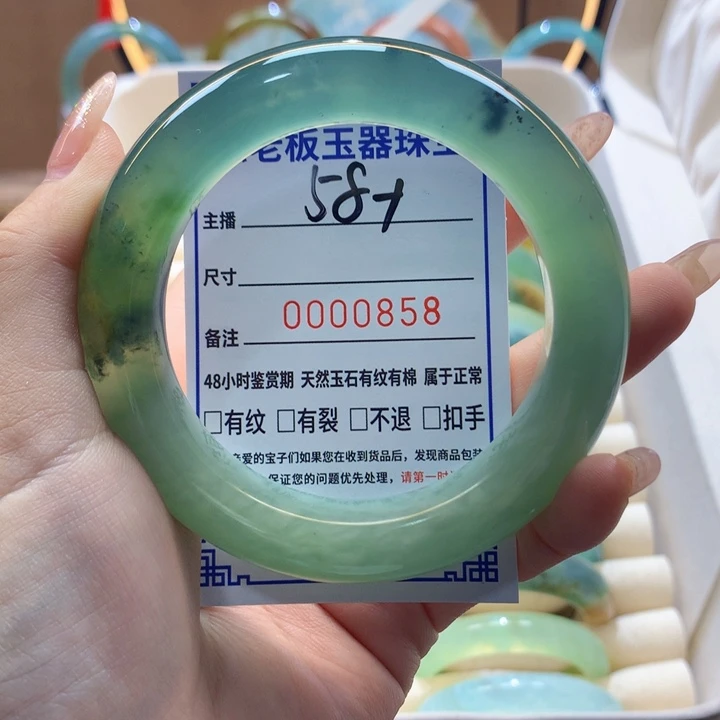 老板玉器珠宝
58+
主播
尺寸
0000858
备注
48小时鉴赏期 天然玉石有纹有棉 属于正常
□有纹 □有裂 □不退 □扣手
亲爱的宝子们如果您在收到货品后，发现商品包装
保证您的问题优先处理，请第一时